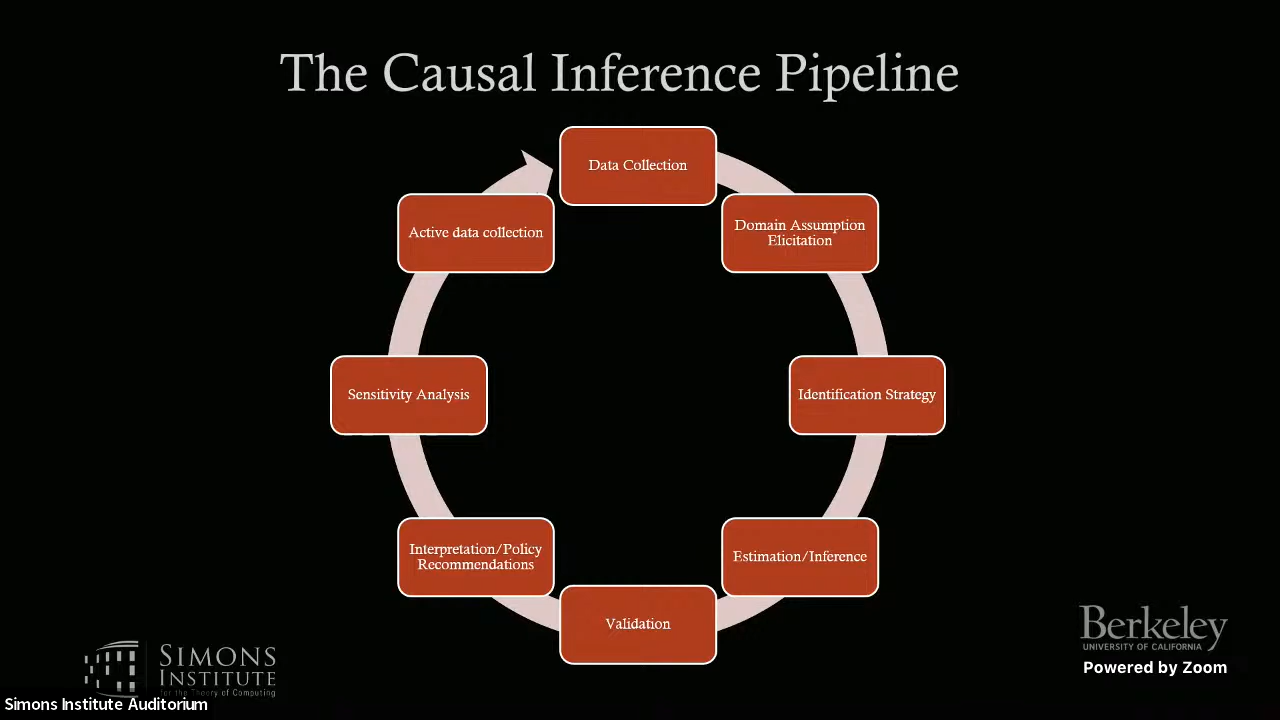 The Causal Inference Pipeline
Data Collection
Domain Assumption
Elicitation
Identification Strategy
Estimation/Inference
Validation
Interpretation/Policy
Recommendations
Sensitivity Analysis
Active data collection
SIMONS
INSTITUTE
for the Theory of Computing
Simons Institute Auditorium
Berkeley
UNIVERSITY OF CALIFORNIA
Powered by Zoom